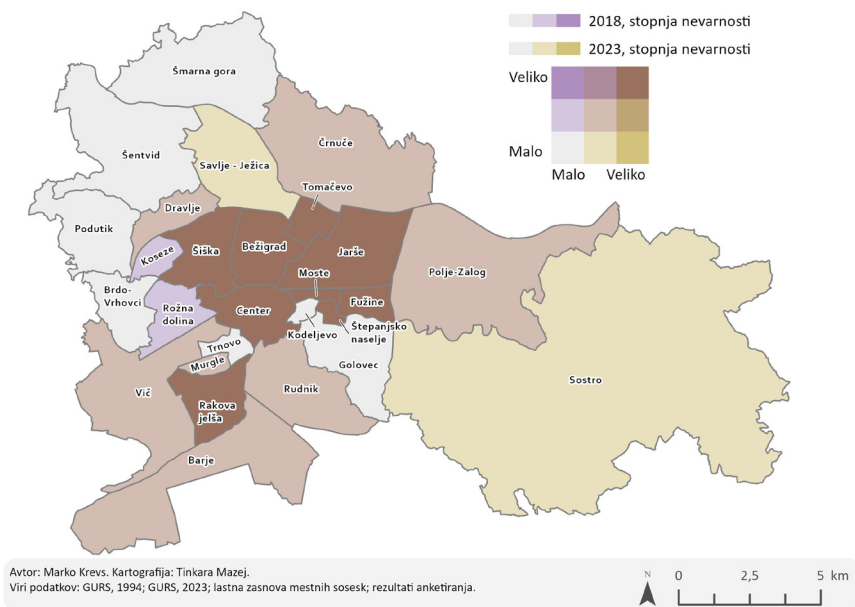 2018, stopnja nevarnosti
2023, stopnja nevarnosti
Veliko
Malo
Malo Veliko
Šmarna gora
Šentvid
Savlje - Ježica
Črnuče
Tomačevo
Dravlje
Podutik
Koseze
Šiška
Bežigrad
Jarše
Moste
Polje-Zalog
Brdo-
Vrhovci
Rožna
dolina
Center
Fužine
Kodeljevo
Štepanjsko
naselje
Trnovo
Murgle
Golovec
Vič
Rakova
jelša
Rudnik
Sostro
Barje
Avtor: Marko Krevs. Kartografija: Tinkara Mazej.
Viri podatkov: GURS, 1994; GURS, 2023; lastna zasnova mestnih sosesk; rezultati anketiranja.
N
0 2,5 5 km